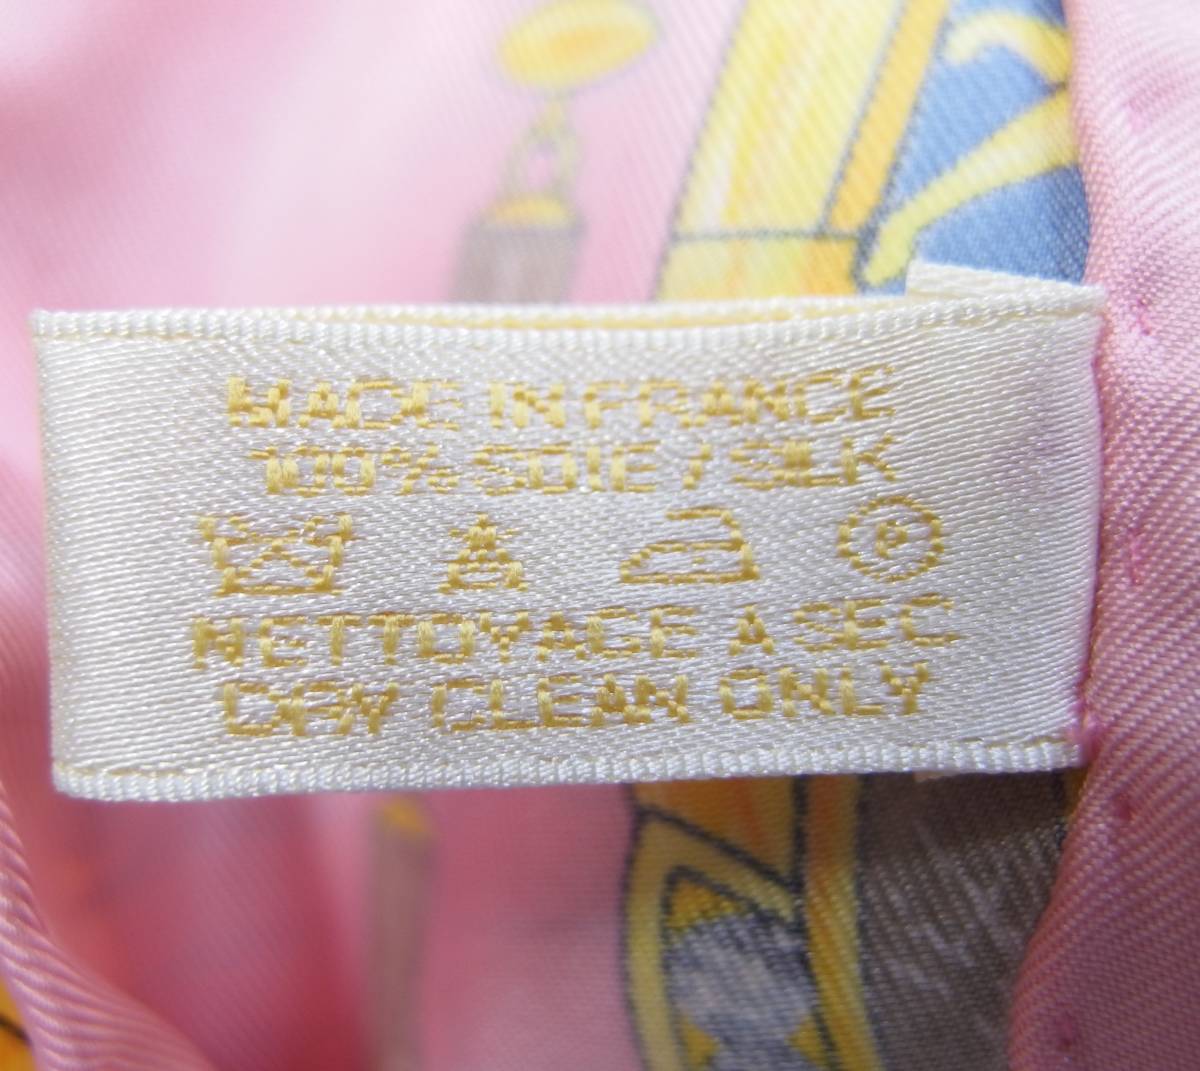 MADE IN FRANCE
100% SOIE / SILK
P
NETTOYAGE A SEC
DRY CLEAN ONLY